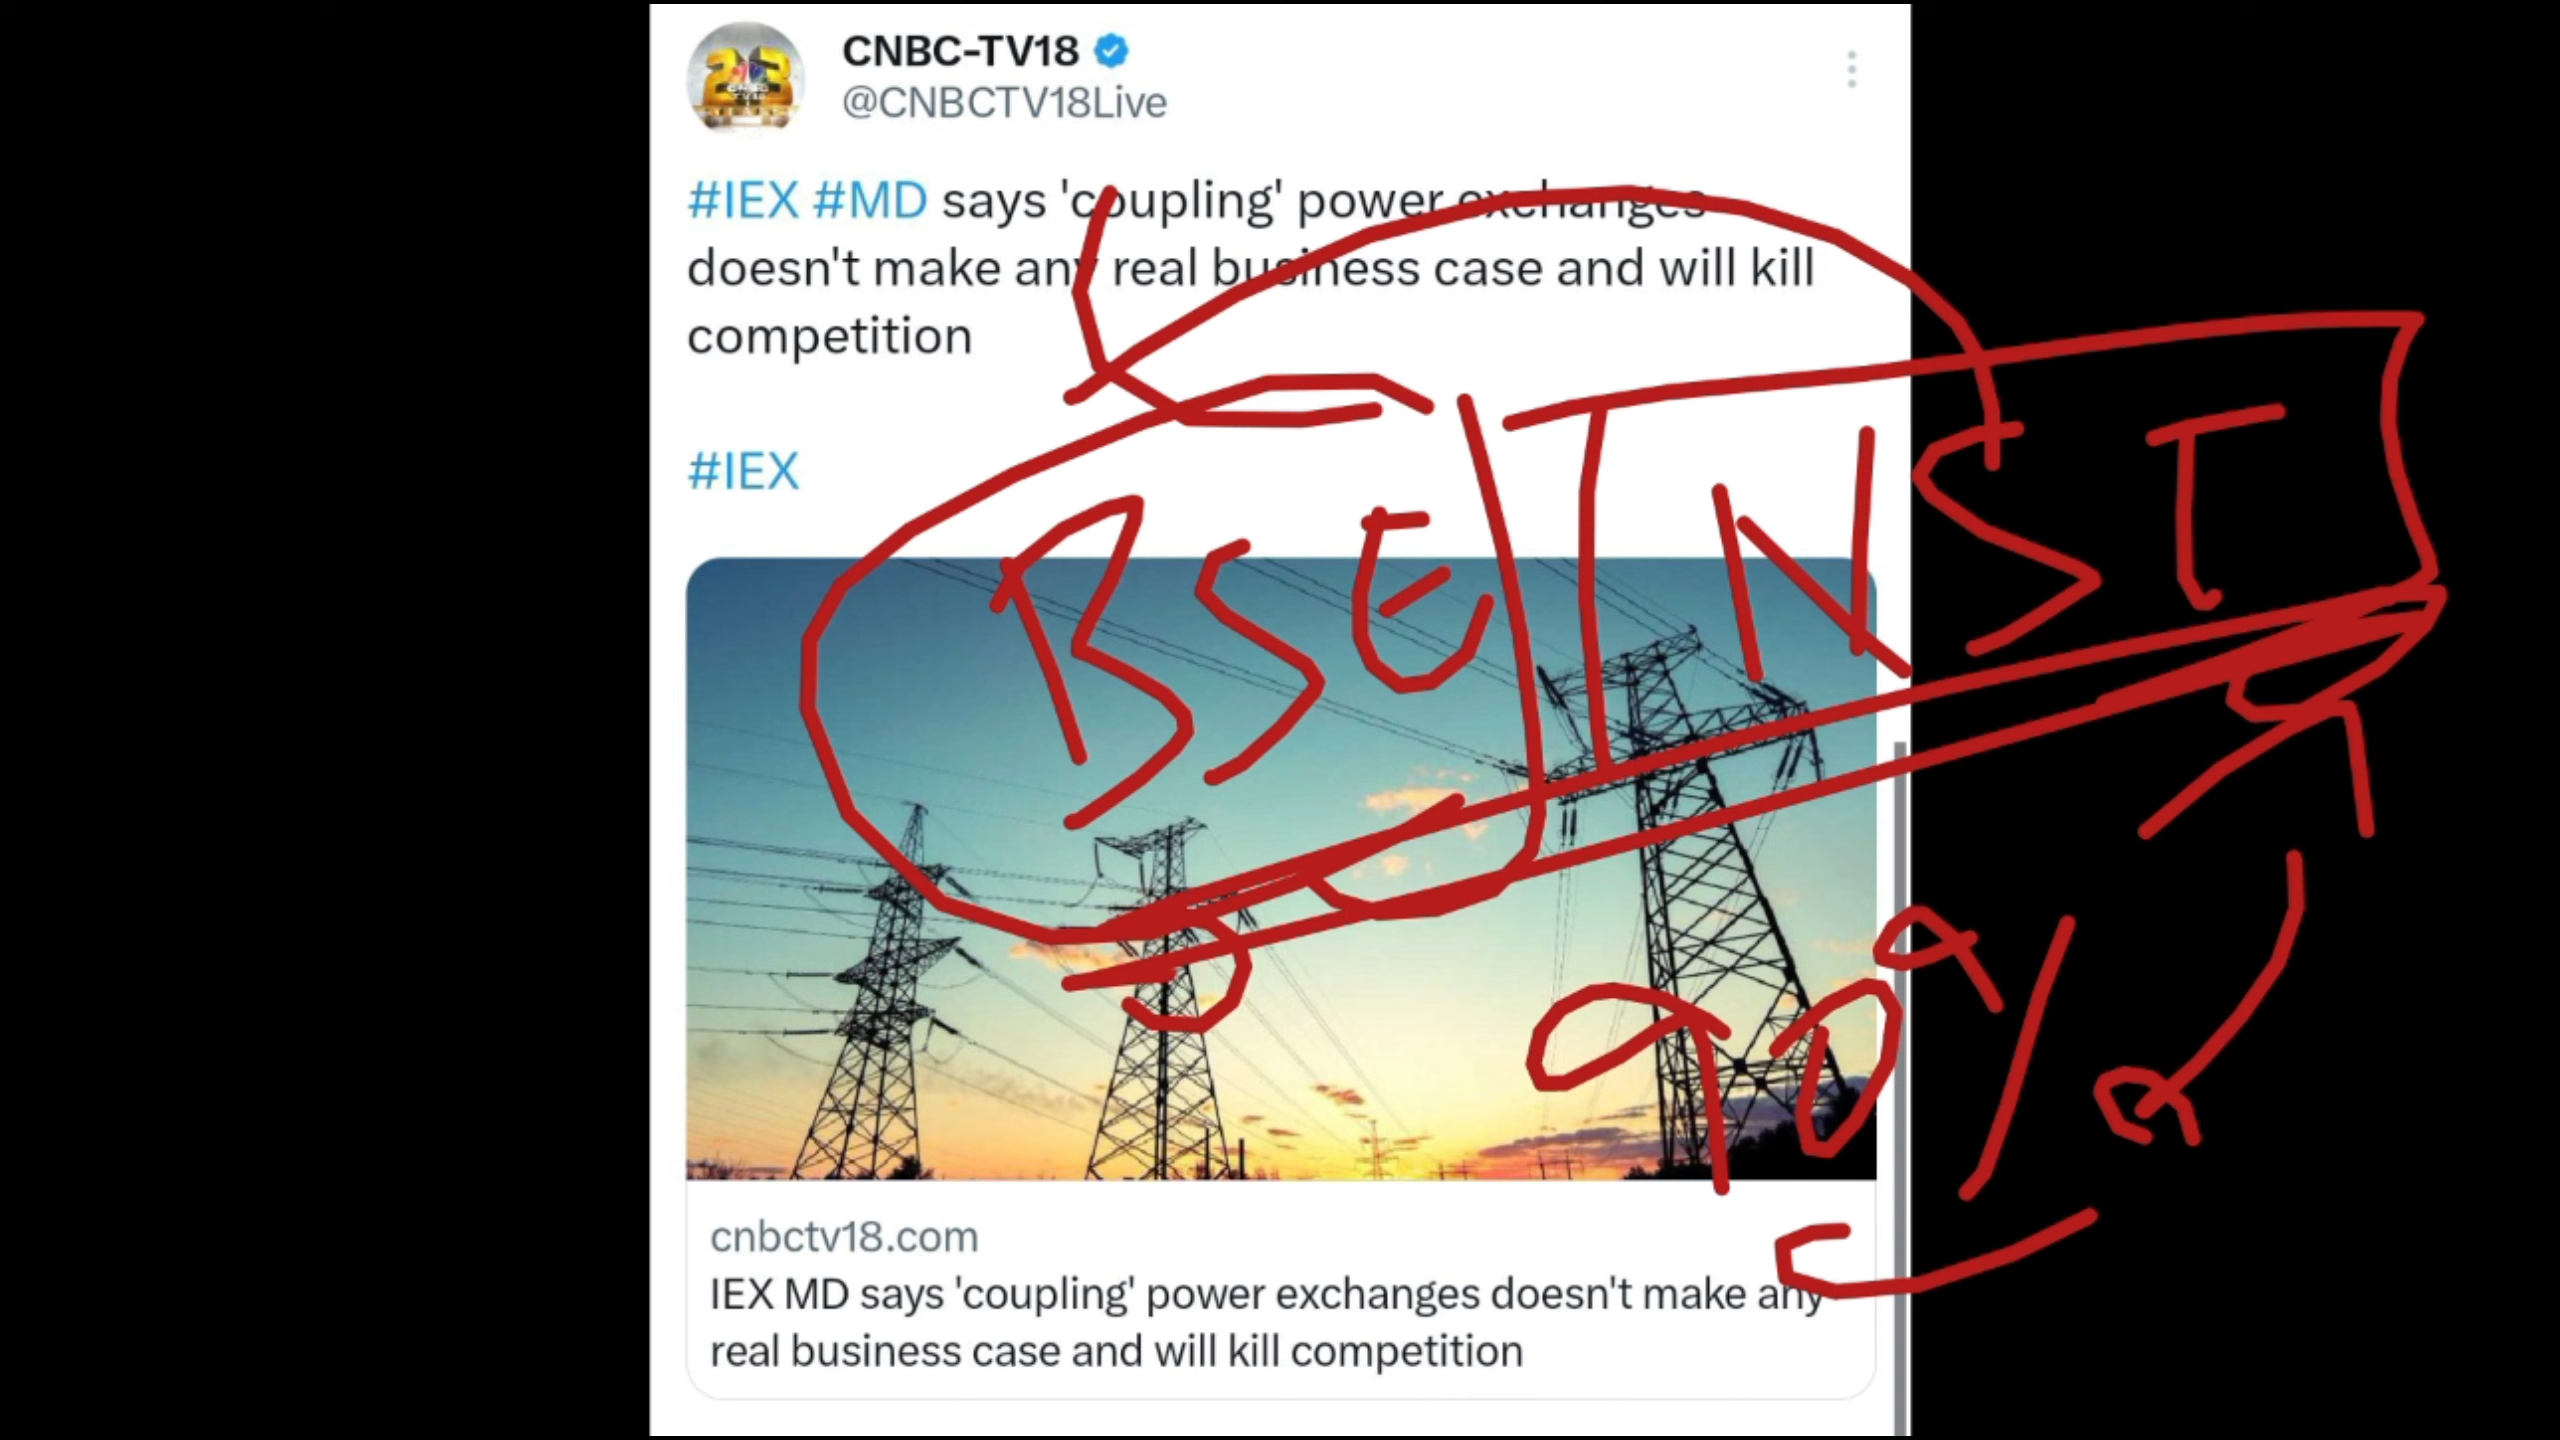 CNBC-TV18
@CNBCTV18Live
#IEX #MD says 'coupling' power exchanges
doesn't make any real business case and will kill
competition
#IEX
BSE NST
90%
cnbctv18.com
IEX MD says 'coupling' power exchanges doesn't make any
real business case and will kill competition